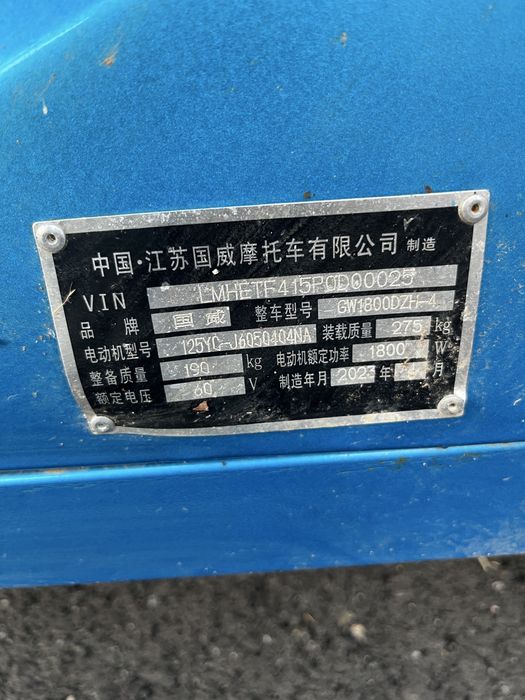 中国·江苏国威摩托车有限公司 制造
VIN LMHETF415P0D00025
品牌 国威 整车型号 GW1800DZH-4
电动机型号 125YC-J6050404NA 装载质量 275 kg
整备质量 190 kg 电动机额定功率 1800 W
额定电压 60 V 制造年月 2023 年 月